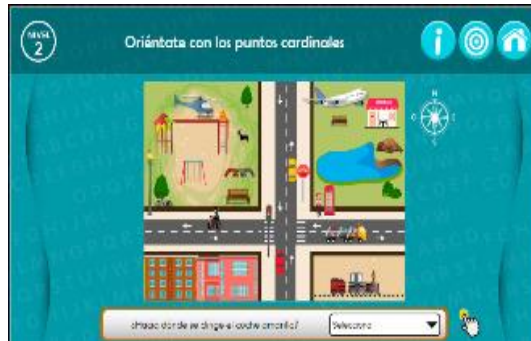 NIVEL
2
Oriéntate con los puntos cardinales
i
N
O E
S
¿Hacia dónde se dirige el coche amarillo?
Selecciona